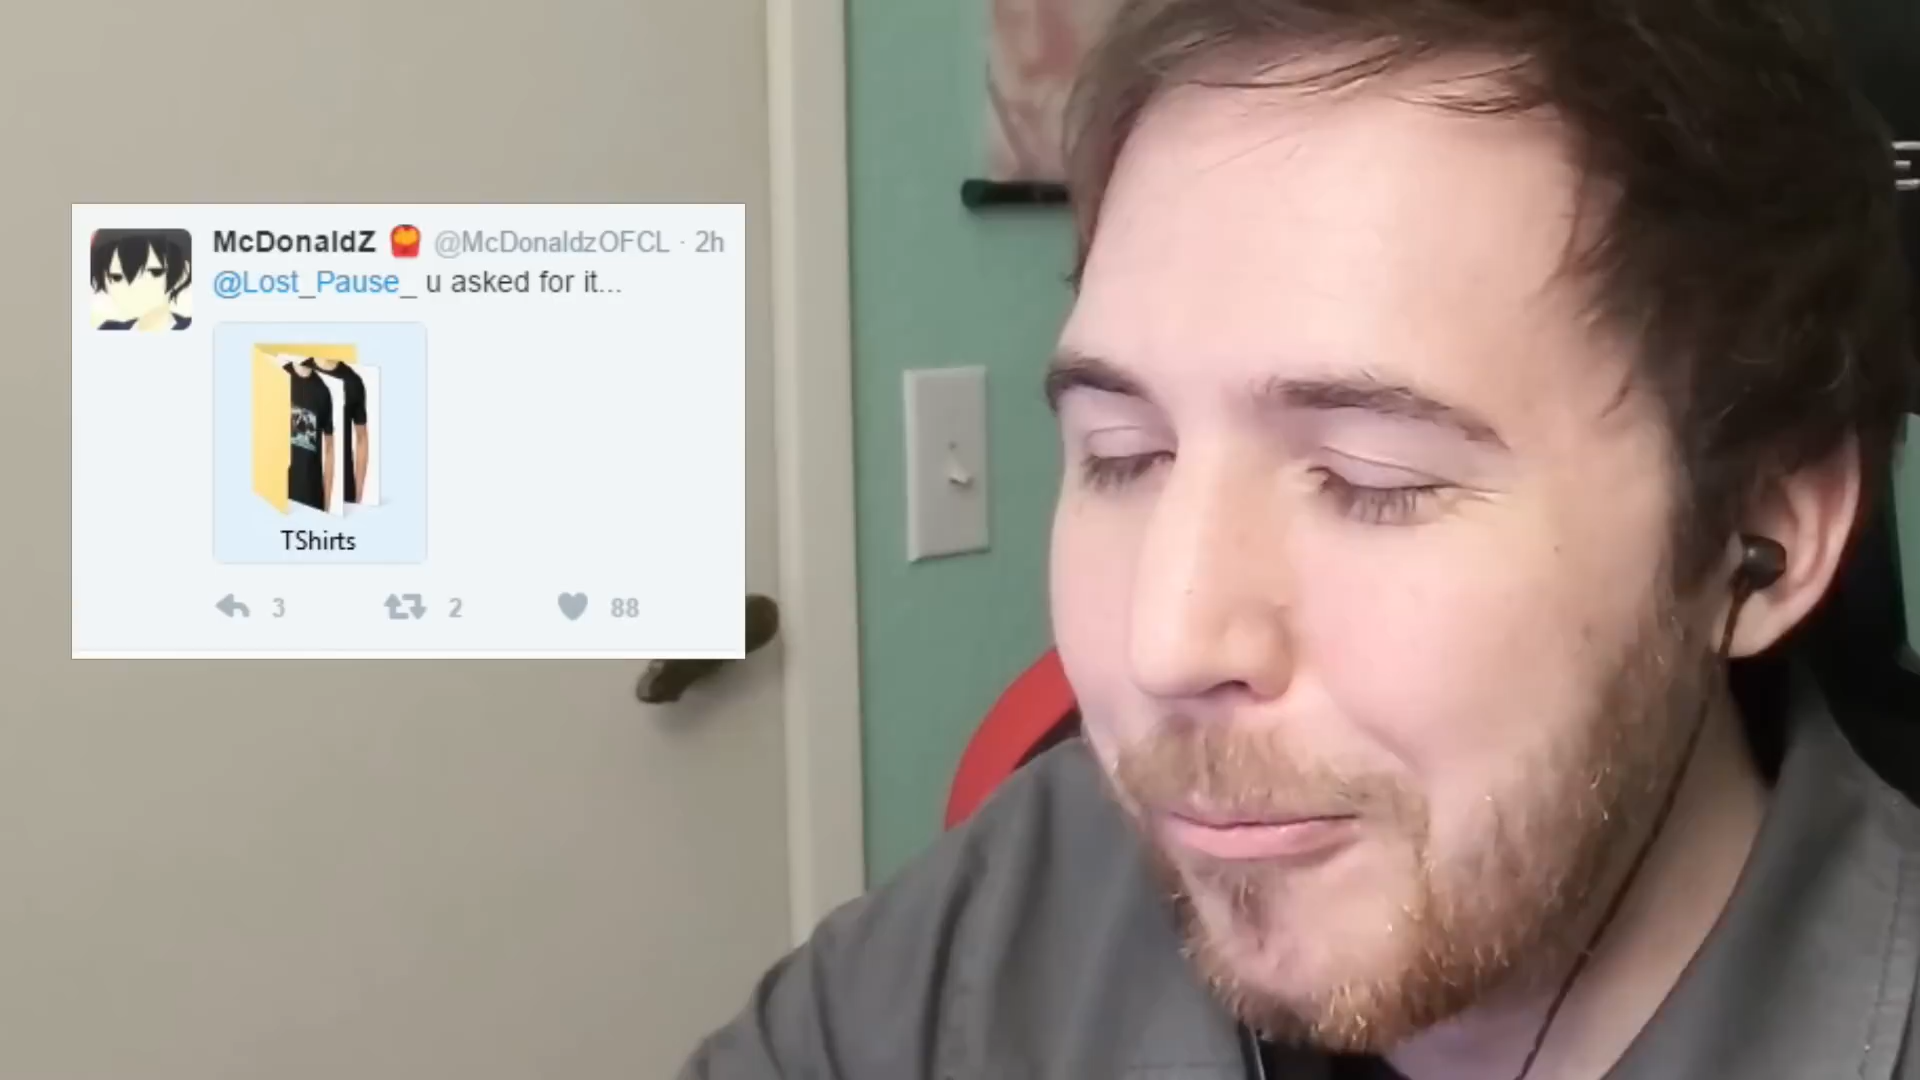 McDonaldZ @McDonaldzOFCL · 2h
@Lost_Pause_ u asked for it...
TShirts
3 2 88